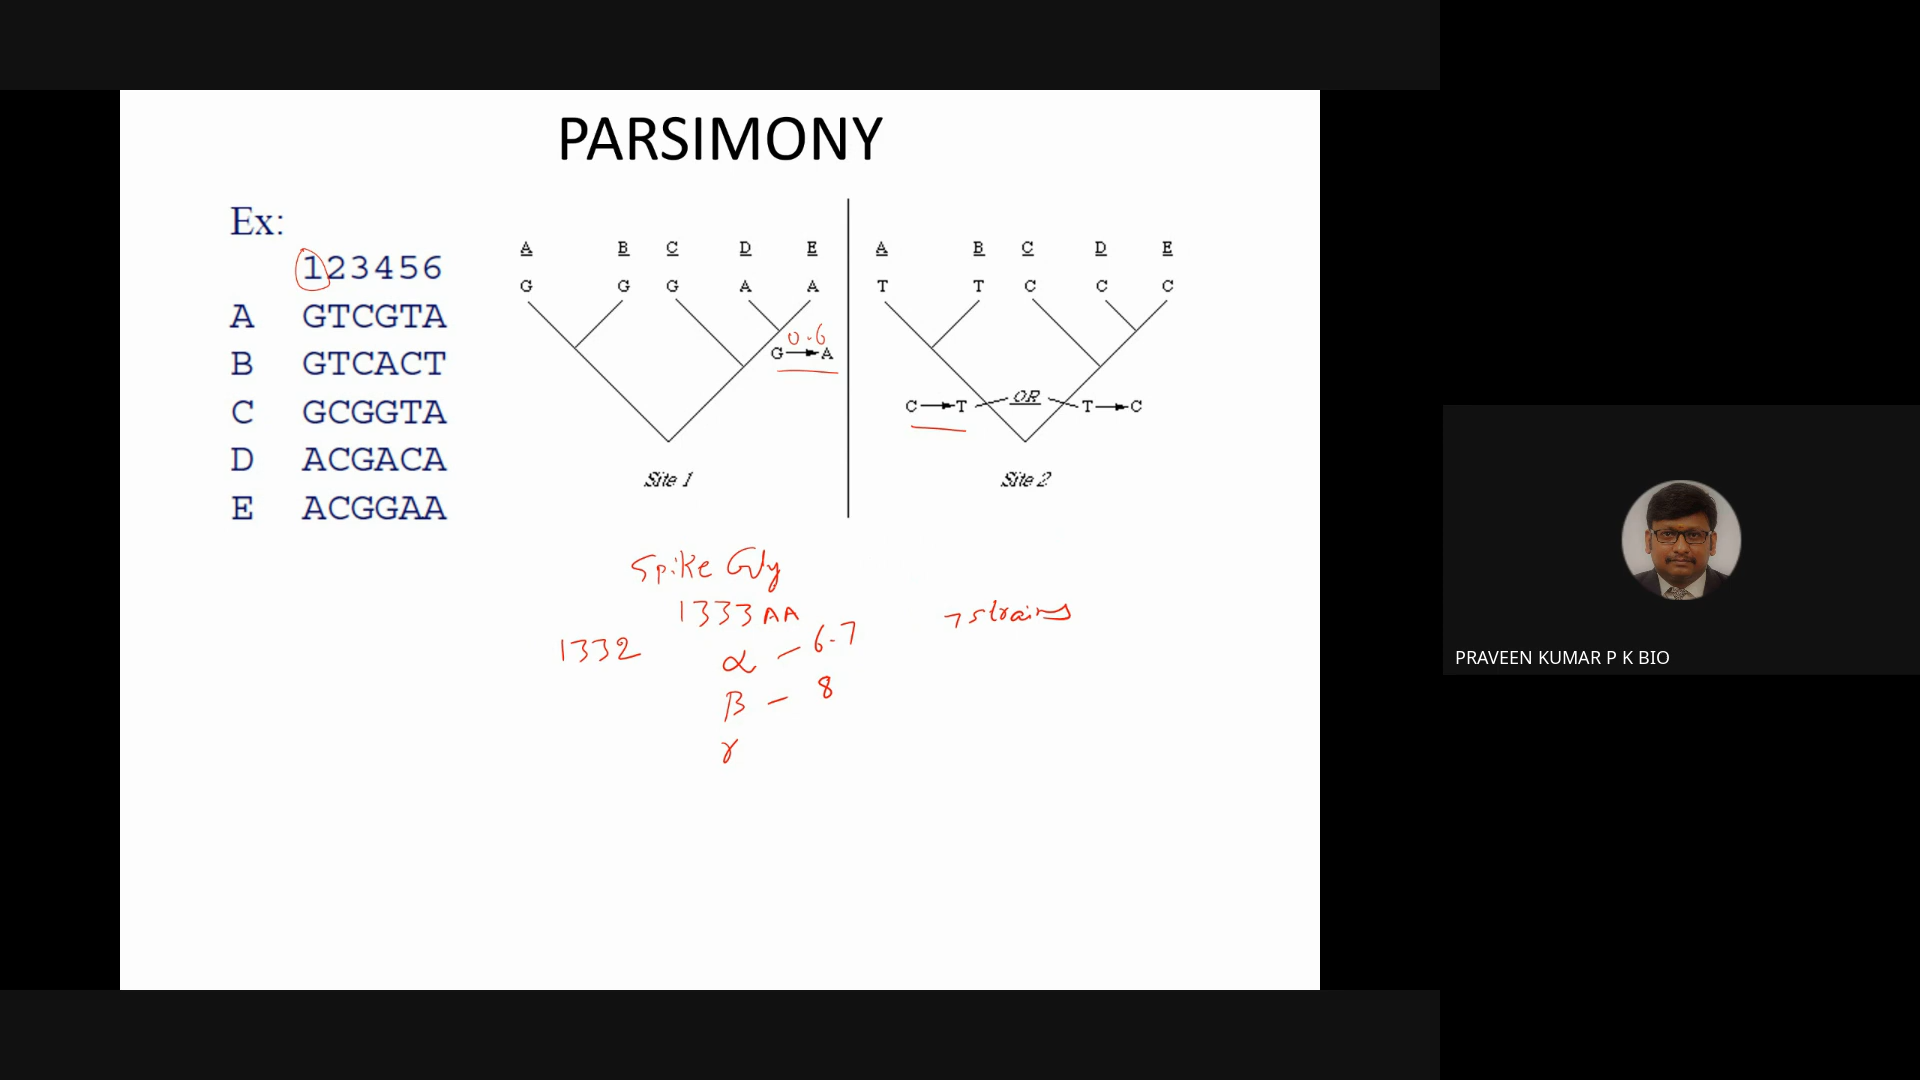 PARSIMONY
Ex:
123456
A GTCGTA
B GTCACT
C GCGGTA
D ACGACA
E ACGGAA
A B C D E
G G G A A
0.6
G A
Site 1
A B C D E
T T C C C
C T OR T C
Site 2
Spike Gly
1333 AA
7 strains
1332
α - 6.7
β - 8
γ
PRAVEEN KUMAR P K BIO